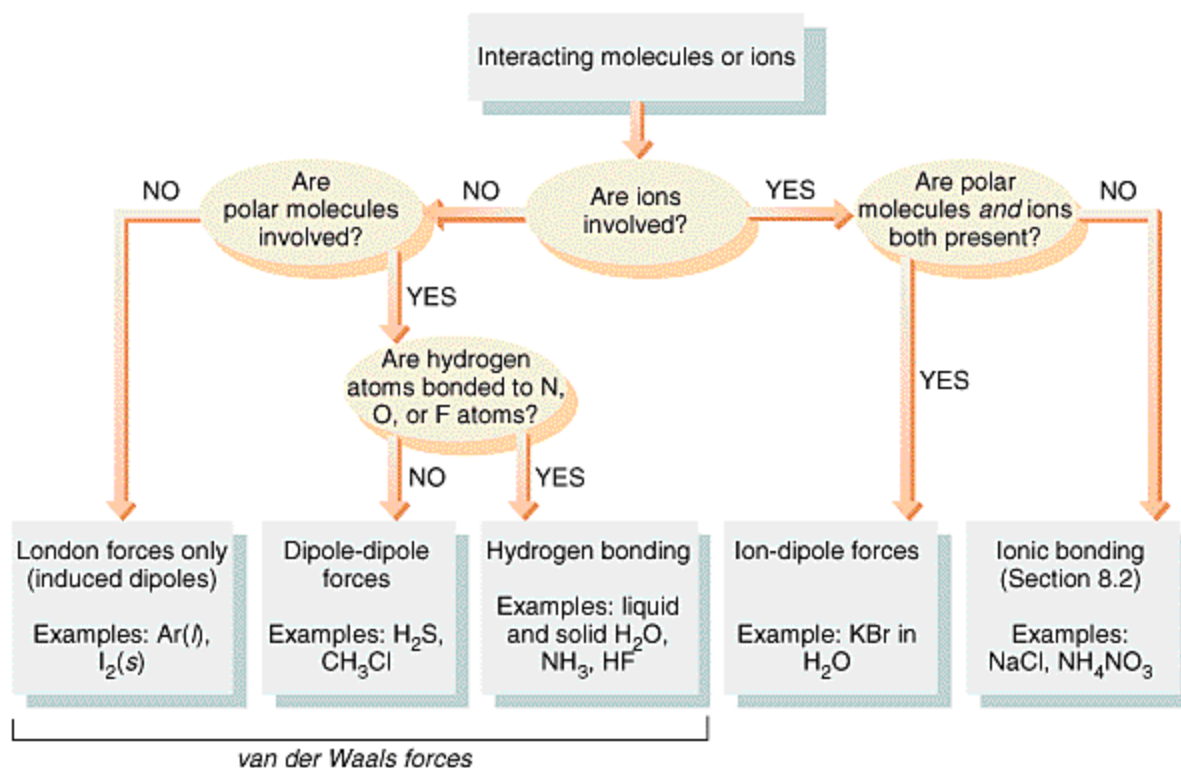 Interacting molecules or ions
NO
Are
polar molecules
involved?
NO
Are ions
involved?
YES
Are polar
molecules and ions
both present?
NO
YES
Are hydrogen
atoms bonded to N,
O, or F atoms?
YES
NO
YES
London forces only
(induced dipoles)
Examples: Ar(l),
I2(s)
Dipole-dipole
forces
Examples: H2S,
CH3Cl
Hydrogen bonding
Examples: liquid
and solid H2O,
NH3, HF
Ion-dipole forces
Example: KBr in
H2O
Ionic bonding
(Section 8.2)
Examples:
NaCl, NH4NO3
van der Waals forces